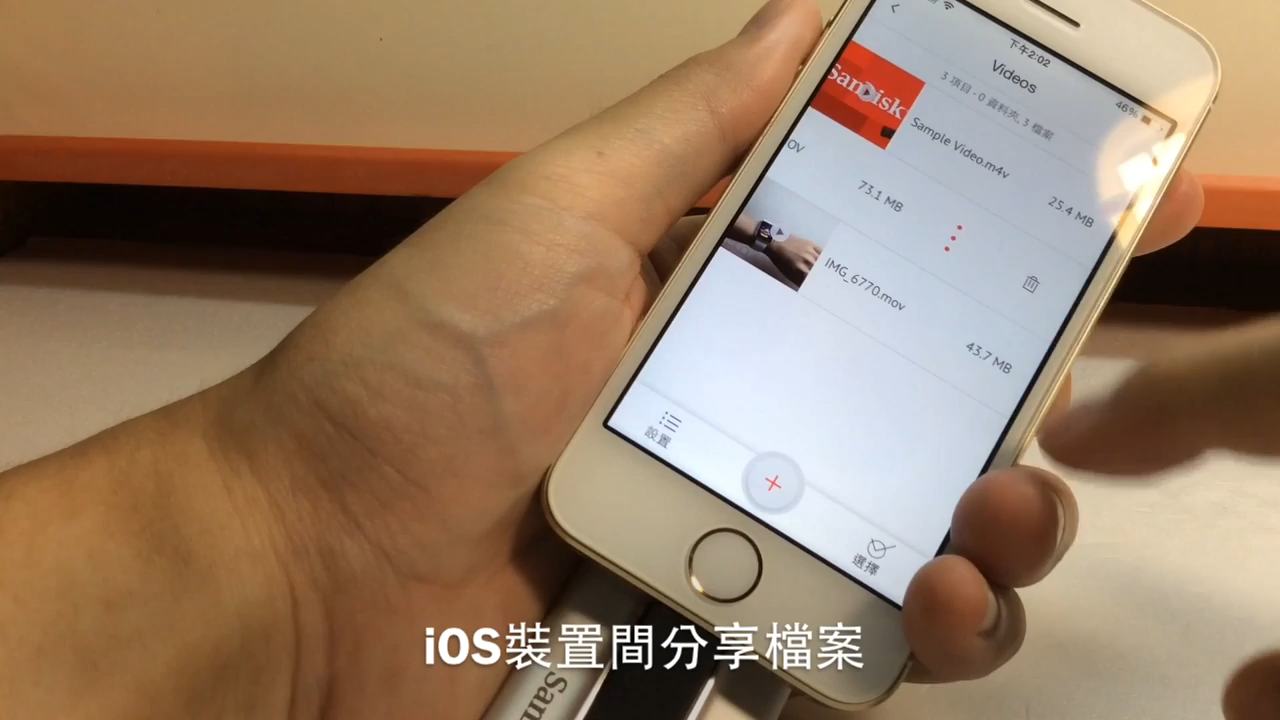 下午2:02
46%
Videos
3 項目 - 0 資料夾, 3 檔案
SanDisk
Sample Video.m4v
25.4 MB
OV
73.1 MB
IMG_6770.mov
43.7 MB
設置
+
選擇
iOS裝置間分享檔案
San